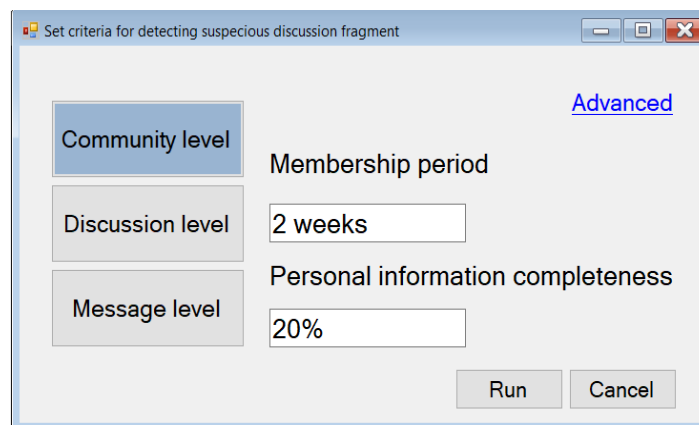 Set criteria for detecting suspecious discussion fragment
Advanced
Community level
Membership period
Discussion level
2 weeks
Personal information completeness
Message level
20%
Run
Cancel